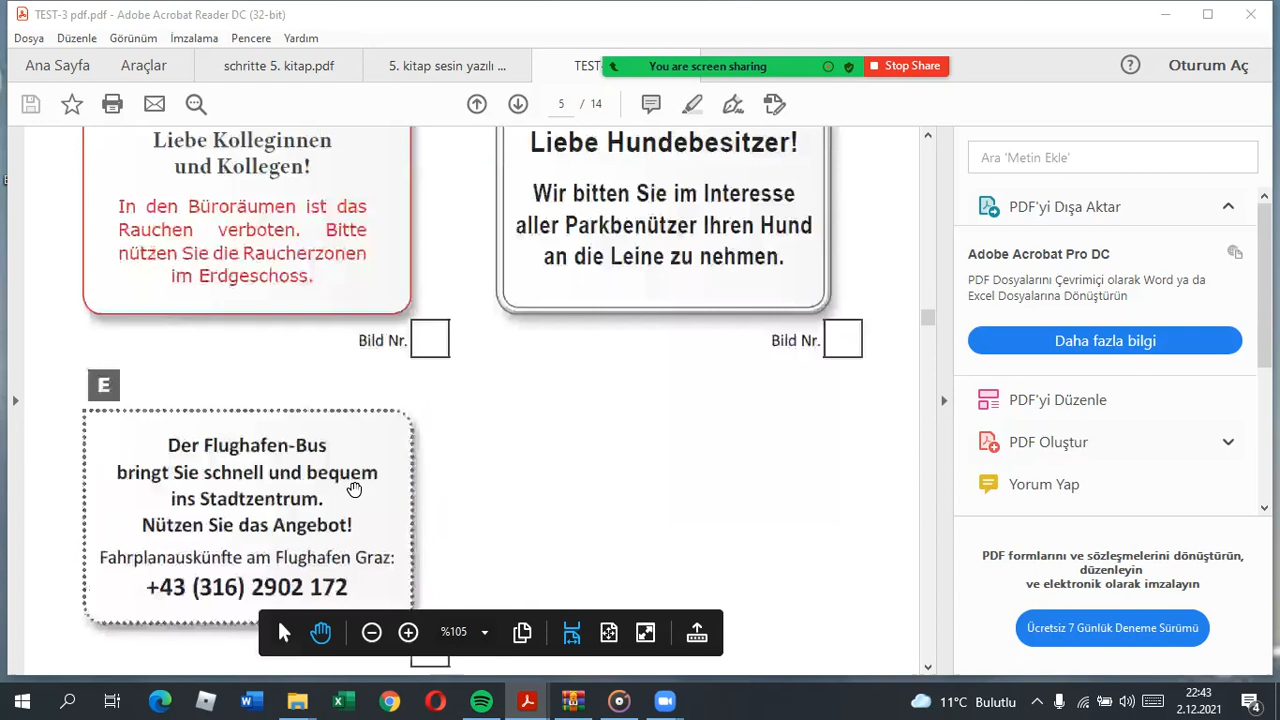 TEST-3 pdf.pdf - Adobe Acrobat Reader DC (32-bit)
Dosya Düzenle Görünüm İmzalama Pencere Yardım
Ana Sayfa Araçlar schritte 5. kitap.pdf 5. kitap sesin yazılı ... TEST- You are screen sharing Stop Share Oturum Aç
5 / 14
Liebe Kolleginnen
und Kollegen!
In den Büroräumen ist das
Rauchen verboten. Bitte
nützen Sie die Raucherzonen
im Erdgeschoss.
Bild Nr.
Liebe Hundebesitzer!
Wir bitten Sie im Interesse
aller Parkbenützer Ihren Hund
an die Leine zu nehmen.
Bild Nr.
E
Der Flughafen-Bus
bringt Sie schnell und bequem
ins Stadtzentrum.
Nützen Sie das Angebot!
Fahrplanauskünfte am Flughafen Graz:
+43 (316) 2902 172
%105
Ara 'Metin Ekle'
PDF'yi Dışa Aktar
Adobe Acrobat Pro DC
PDF Dosyalarını Çevrimiçi olarak Word ya da
Excel Dosyalarına Dönüştürün
Daha fazla bilgi
PDF'yi Düzenle
PDF Oluştur
Yorum Yap
PDF formlarını ve sözleşmelerini dönüştürün,
düzenleyin
ve elektronik olarak imzalayın
Ücretsiz 7 Günlük Deneme Sürümü
11°C Bulutlu
22:43
2.12.2021
4